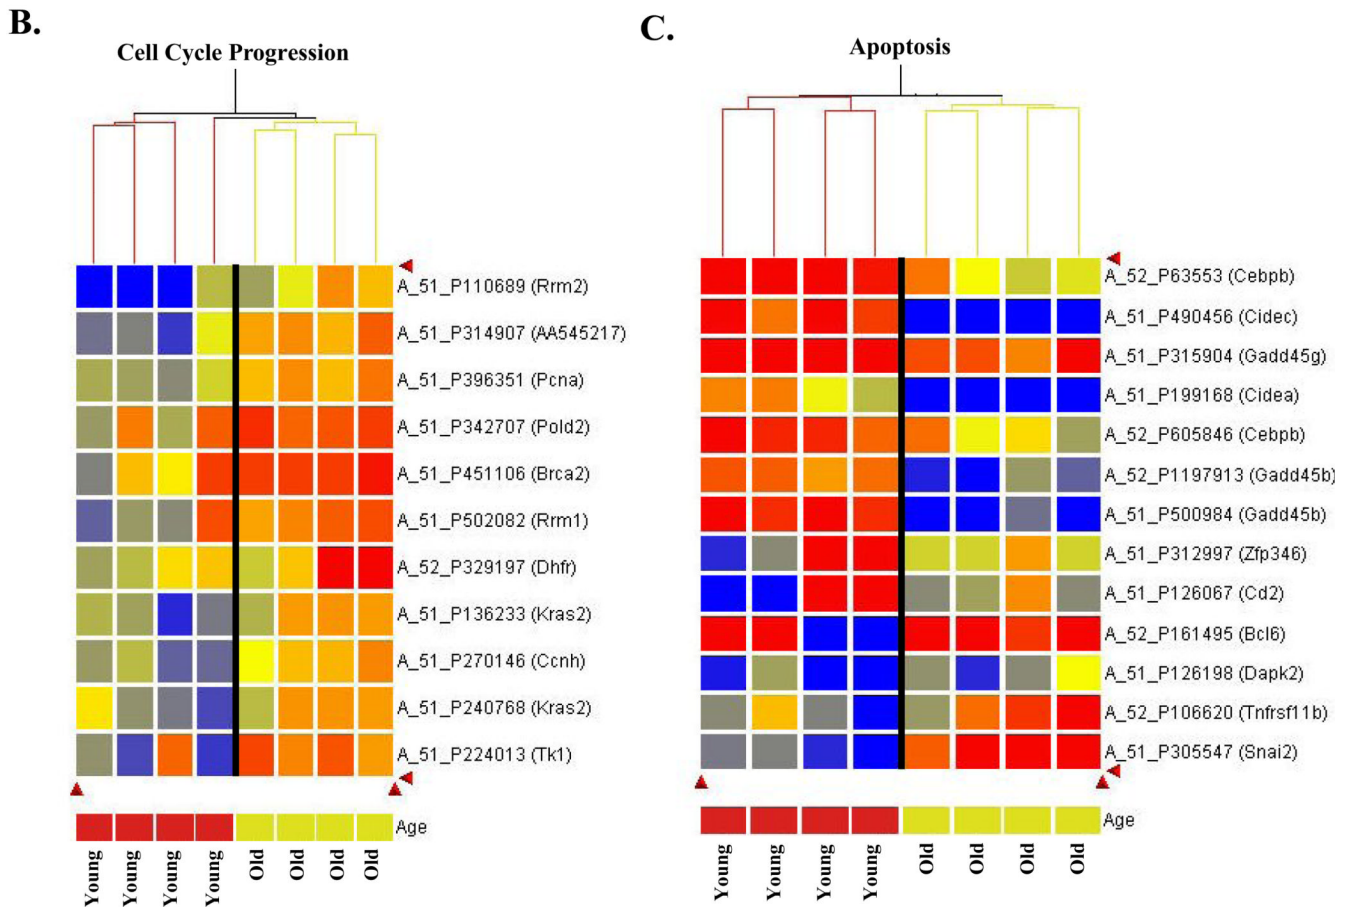 B.
Cell Cycle Progression
A_51_P110689 (Rrm2)
A_51_P314907 (AA545217)
A_51_P396351 (Pcna)
A_51_P342707 (Pold2)
A_51_P451106 (Brca2)
A_51_P502082 (Rrm1)
A_52_P329197 (Dhfr)
A_51_P136233 (Kras2)
A_51_P270146 (Ccnh)
A_51_P240768 (Kras2)
A_51_P224013 (Tk1)
Age
Young
Young
Young
Young
Old
Old
Old
Old
C.
Apoptosis
A_52_P63553 (Cebpb)
A_51_P490456 (Cidec)
A_51_P315904 (Gadd45g)
A_51_P199168 (Cidea)
A_52_P605846 (Cebpb)
A_52_P1197913 (Gadd45b)
A_51_P500984 (Gadd45b)
A_51_P312997 (Zfp346)
A_51_P126067 (Cd2)
A_52_P161495 (Bcl6)
A_51_P126198 (Dapk2)
A_52_P106620 (Tnfrsf11b)
A_51_P305547 (Snai2)
Age
Young
Young
Young
Young
Old
Old
Old
Old